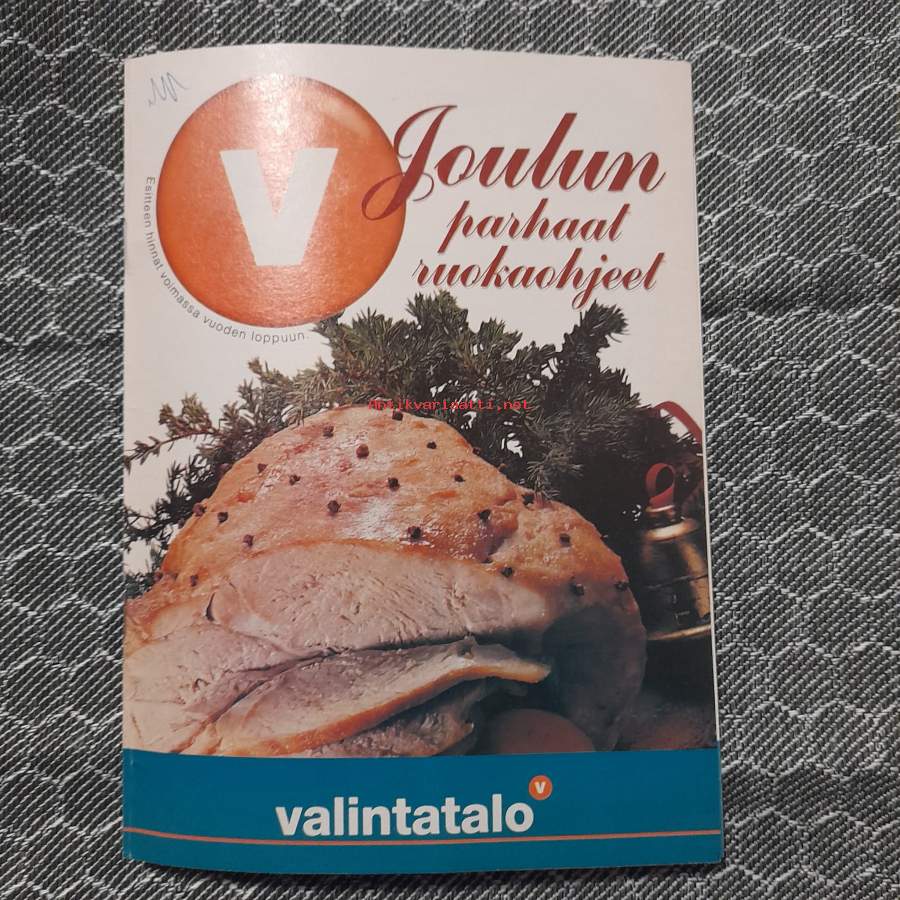 V
Joulun
parhaat
ruokaohjeet
Esitteen hinnat voimassa vuoden loppuun.
Antikvariaatti.net
valintatalo
V